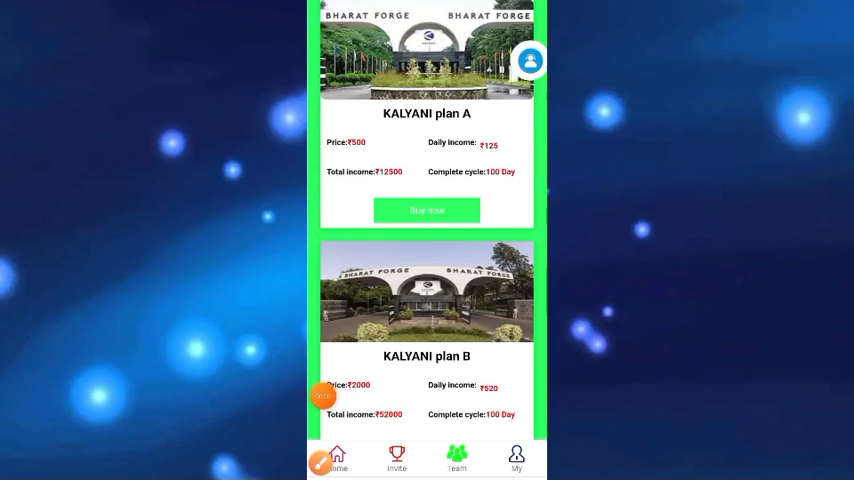 BHARAT FORGE BHARAT FORGE
KALYANI plan A
Price:₹500 Daily Income: ₹125
Total income:₹12500 Complete cycle:100 Day
Buy now
BHARAT FORGE BHARAT FORGE
KALYANI plan B
Price:₹2000 Daily Income: ₹520
Total income:₹52000 Complete cycle:100 Day
Home Invite Team My